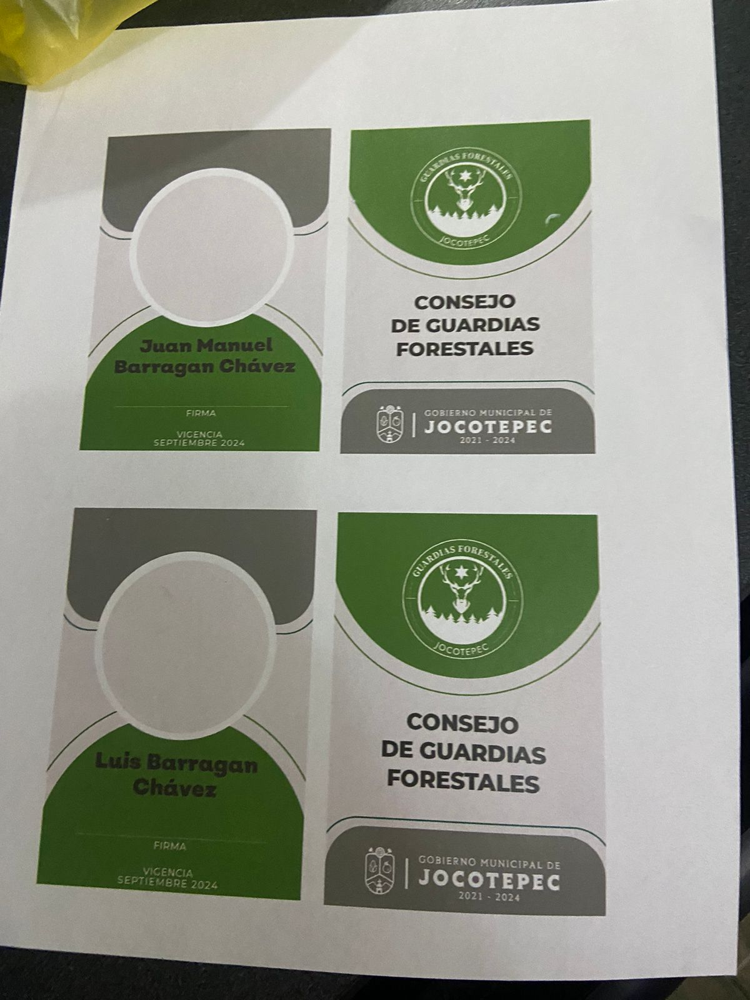 Juan Manuel
Barragan Chávez
FIRMA
VIGENCIA
SEPTIEMBRE 2024
GUARDIAS FORESTALES
JOCOTEPEC
CONSEJO
DE GUARDIAS
FORESTALES
GOBIERNO MUNICIPAL DE
JOCOTEPEC
2021 - 2024
Luis Barragan
Chávez
FIRMA
VIGENCIA
SEPTIEMBRE 2024
GUARDIAS FORESTALES
JOCOTEPEC
CONSEJO
DE GUARDIAS
FORESTALES
GOBIERNO MUNICIPAL DE
JOCOTEPEC
2021 - 2024